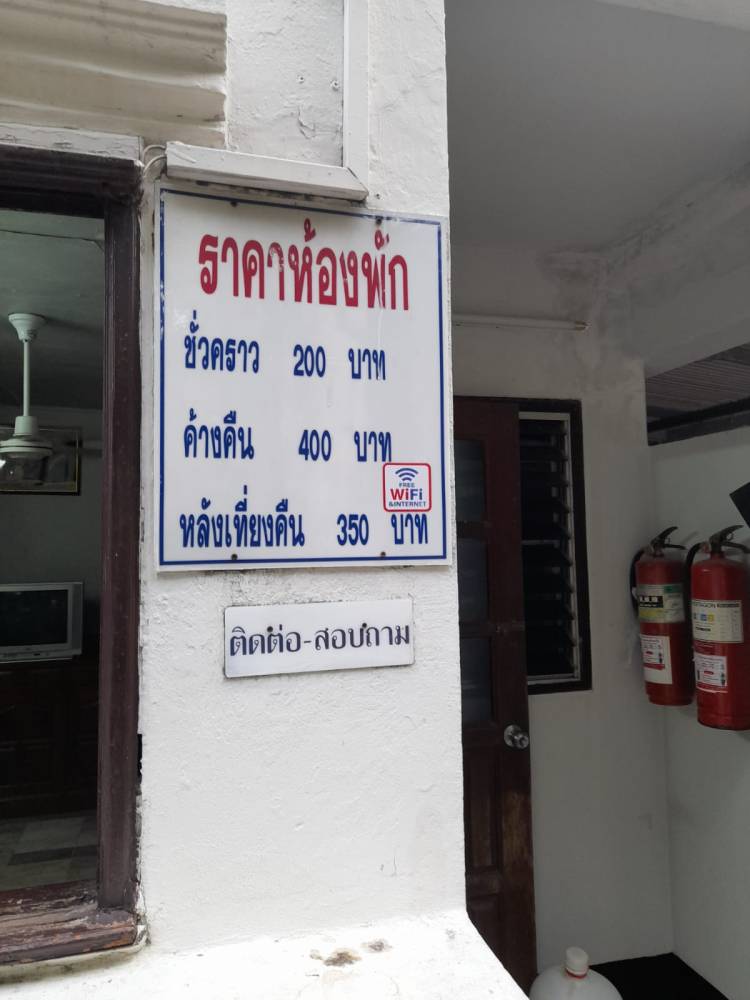 ราคาห้องพัก
ชั่วคราว 200 บาท
ค้างคืน 400 บาท
FREE
WiFi
& INTERNET
หลังเที่ยงคืน 350 บาท
ติดต่อ-สอบถาม